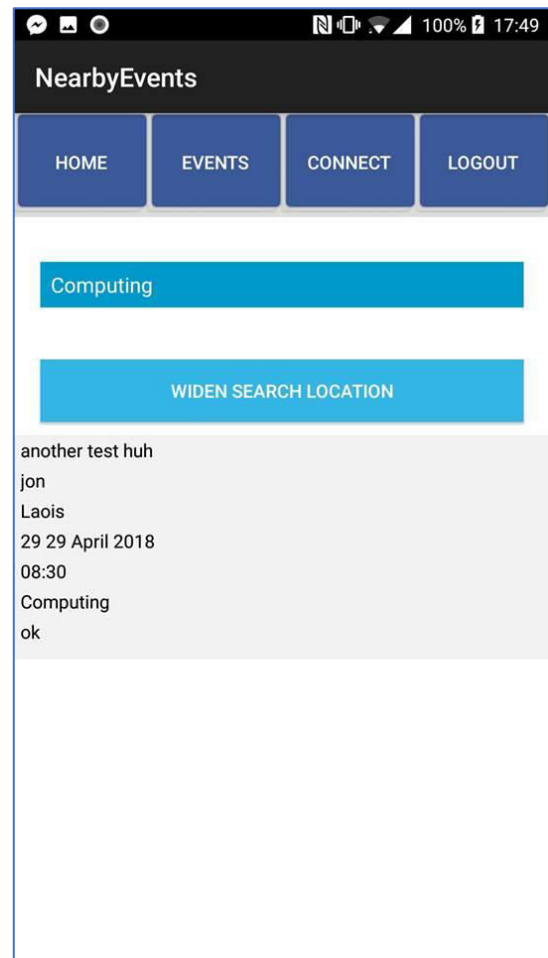 100% 17:49
NearbyEvents
HOME EVENTS CONNECT LOGOUT
Computing
WIDEN SEARCH LOCATION
another test huh
jon
Laois
29 29 April 2018
08:30
Computing
ok